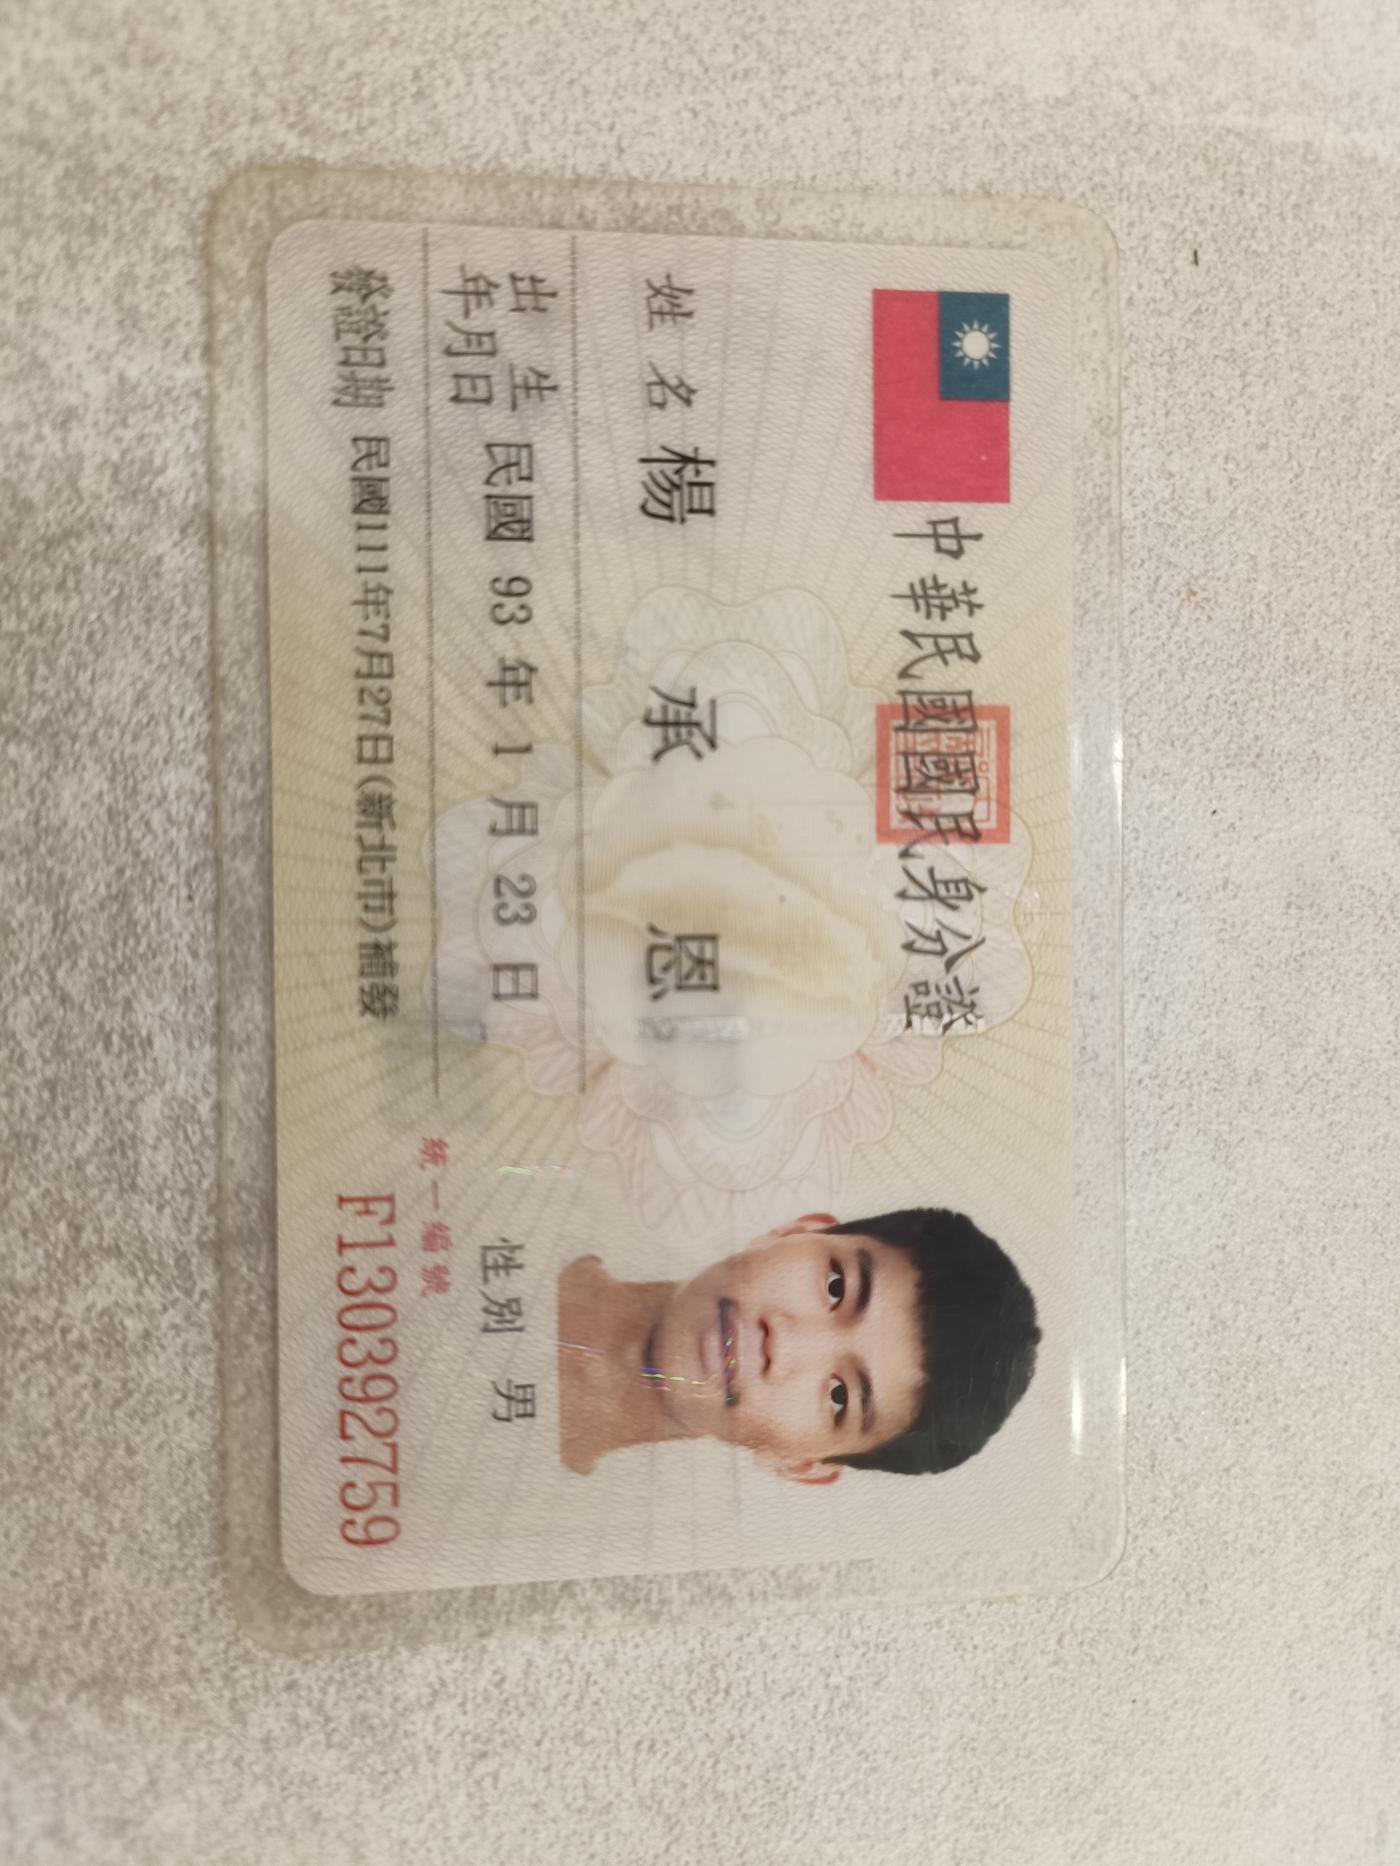 中華民國國民身分證
姓名 楊承恩
出生年月日 民國 93 年 1 月 23 日
性別 男
發證日期 民國111年7月27日(新北市)補發
統一編號
F130392759